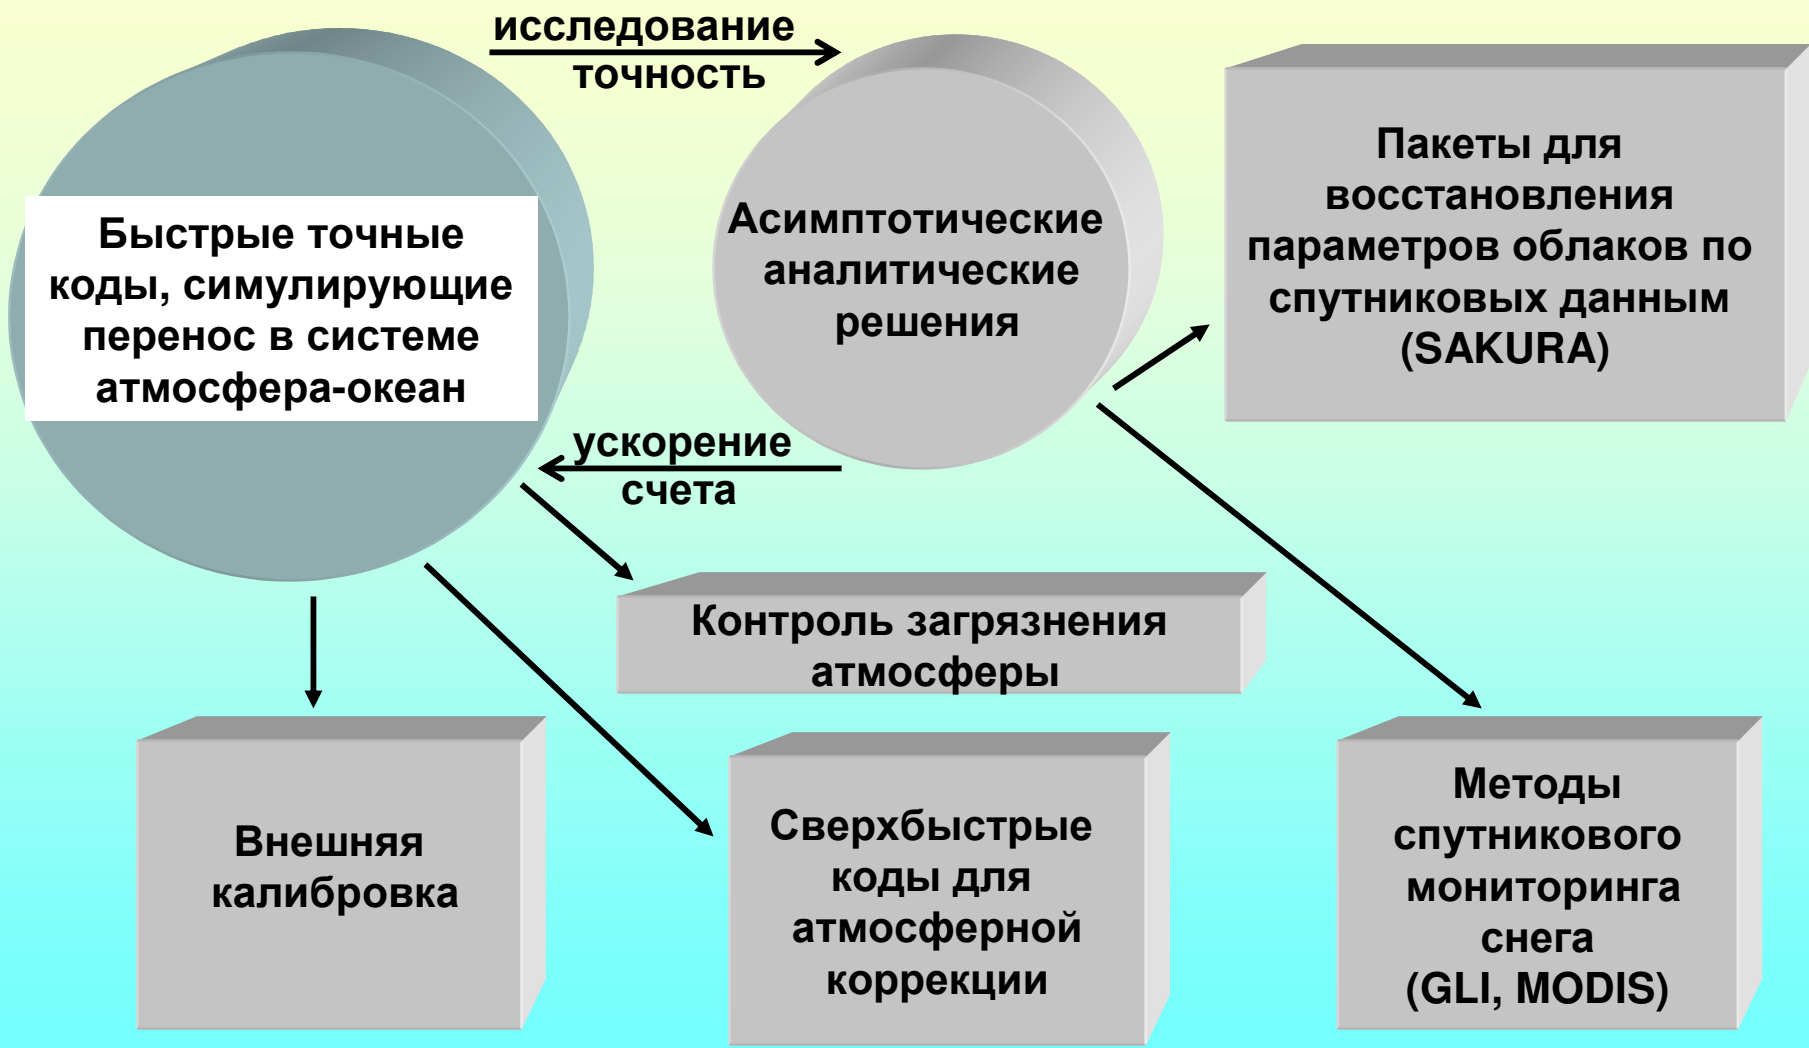 исследование
точность
Быстрые точные
коды, симулирующие
перенос в системе
атмосфера-океан
Асимптотические
аналитические
решения
Пакеты для
восстановления
параметров облаков по
спутниковых данным
(SAKURA)
ускорение
счета
Контроль загрязнения
атмосферы
Внешняя
калибровка
Сверхбыстрые
коды для
атмосферной
коррекции
Методы
спутникового
мониторинга
снега
(GLI, MODIS)